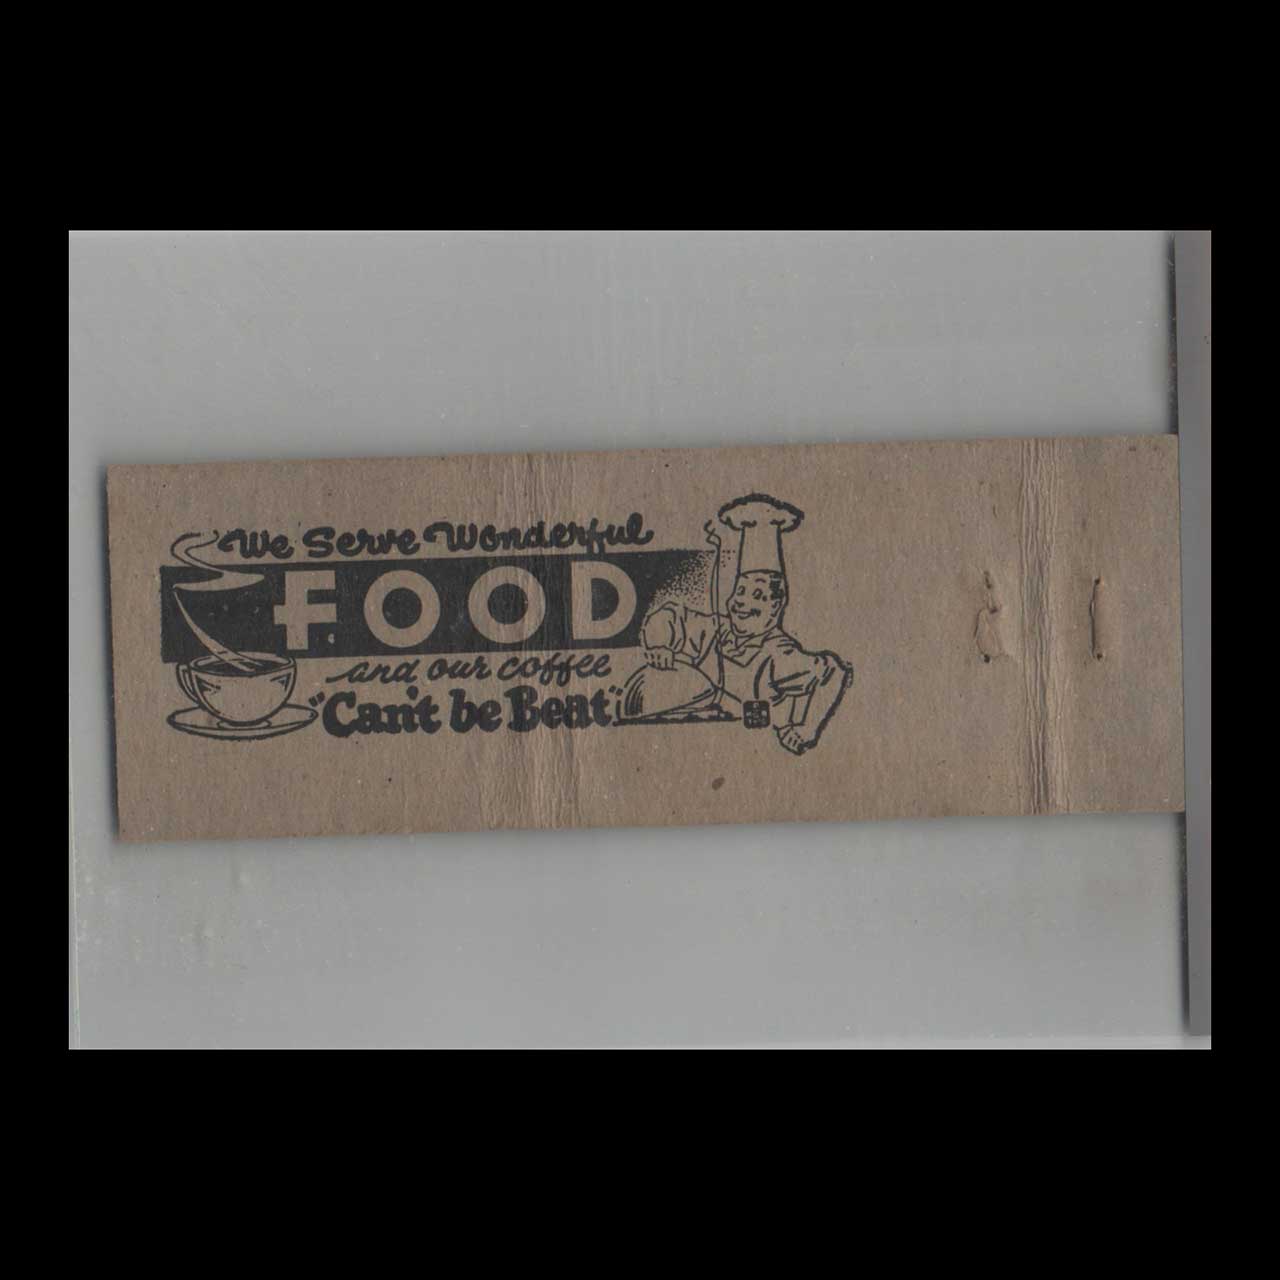 We Serve Wonderful
FOOD
and our coffee
"Can't be Beat"